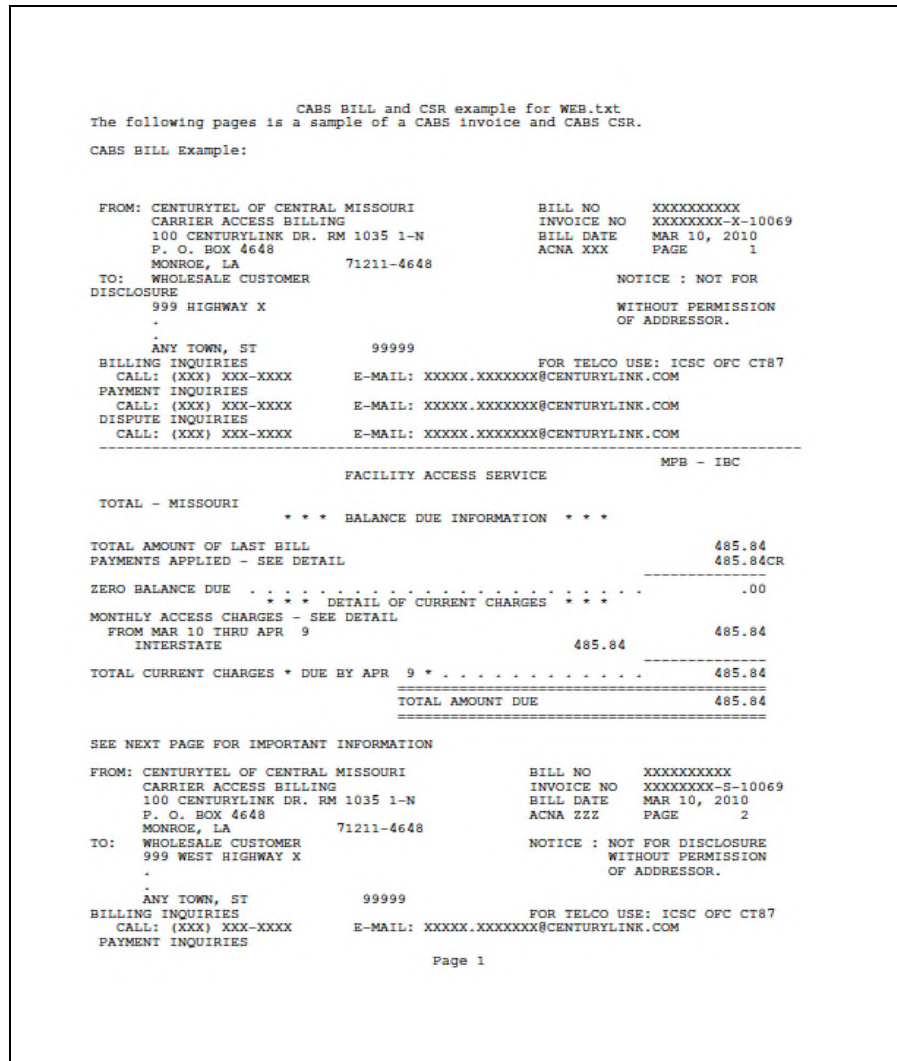 CABS BILL and CSR example for WEB.txt
The following pages is a sample of a CABS invoice and CABS CSR.
CABS BILL Example:
FROM: CENTURYTEL OF CENTRAL MISSOURI BILL NO XXXXXXXXXX
CARRIER ACCESS BILLING INVOICE NO XXXXXXXX-X-10069
100 CENTURYLINK DR. RM 1035 1-N BILL DATE MAR 10, 2010
P. O. BOX 4648 ACNA XXX PAGE 1
MONROE, LA 71211-4648
TO: WHOLESALE CUSTOMER NOTICE : NOT FOR
DISCLOSURE
999 HIGHWAY X WITHOUT PERMISSION
. OF ADDRESSOR.
.
ANY TOWN, ST 99999
BILLING INQUIRIES FOR TELCO USE: ICSC OFC CT87
CALL: (XXX) XXX-XXXX E-MAIL: XXXXX.XXXXXXX@CENTURYLINK.COM
PAYMENT INQUIRIES
CALL: (XXX) XXX-XXXX E-MAIL: XXXXX.XXXXXXX@CENTURYLINK.COM
DISPUTE INQUIRIES
CALL: (XXX) XXX-XXXX E-MAIL: XXXXX.XXXXXXX@CENTURYLINK.COM
MPB - IBC
FACILITY ACCESS SERVICE
TOTAL - MISSOURI
* * * BALANCE DUE INFORMATION * * *
TOTAL AMOUNT OF LAST BILL 485.84
PAYMENTS APPLIED - SEE DETAIL 485.84CR
ZERO BALANCE DUE . . . . . . . . . . . . . . . . . . . . . . . . .00
* * * DETAIL OF CURRENT CHARGES * * *
MONTHLY ACCESS CHARGES - SEE DETAIL
FROM MAR 10 THRU APR 9 485.84
INTERSTATE 485.84
TOTAL CURRENT CHARGES * DUE BY APR 9 * . . . . . . . . . . . . . 485.84
TOTAL AMOUNT DUE 485.84
SEE NEXT PAGE FOR IMPORTANT INFORMATION
FROM: CENTURYTEL OF CENTRAL MISSOURI BILL NO XXXXXXXXXX
CARRIER ACCESS BILLING INVOICE NO XXXXXXXX-S-10069
100 CENTURYLINK DR. RM 1035 1-N BILL DATE MAR 10, 2010
P. O. BOX 4648 ACNA ZZZ PAGE 2
MONROE, LA 71211-4648
TO: WHOLESALE CUSTOMER NOTICE : NOT FOR DISCLOSURE
999 WEST HIGHWAY X WITHOUT PERMISSION
. OF ADDRESSOR.
.
ANY TOWN, ST 99999
BILLING INQUIRIES FOR TELCO USE: ICSC OFC CT87
CALL: (XXX) XXX-XXXX E-MAIL: XXXXX.XXXXXXX@CENTURYLINK.COM
PAYMENT INQUIRIES
Page 1